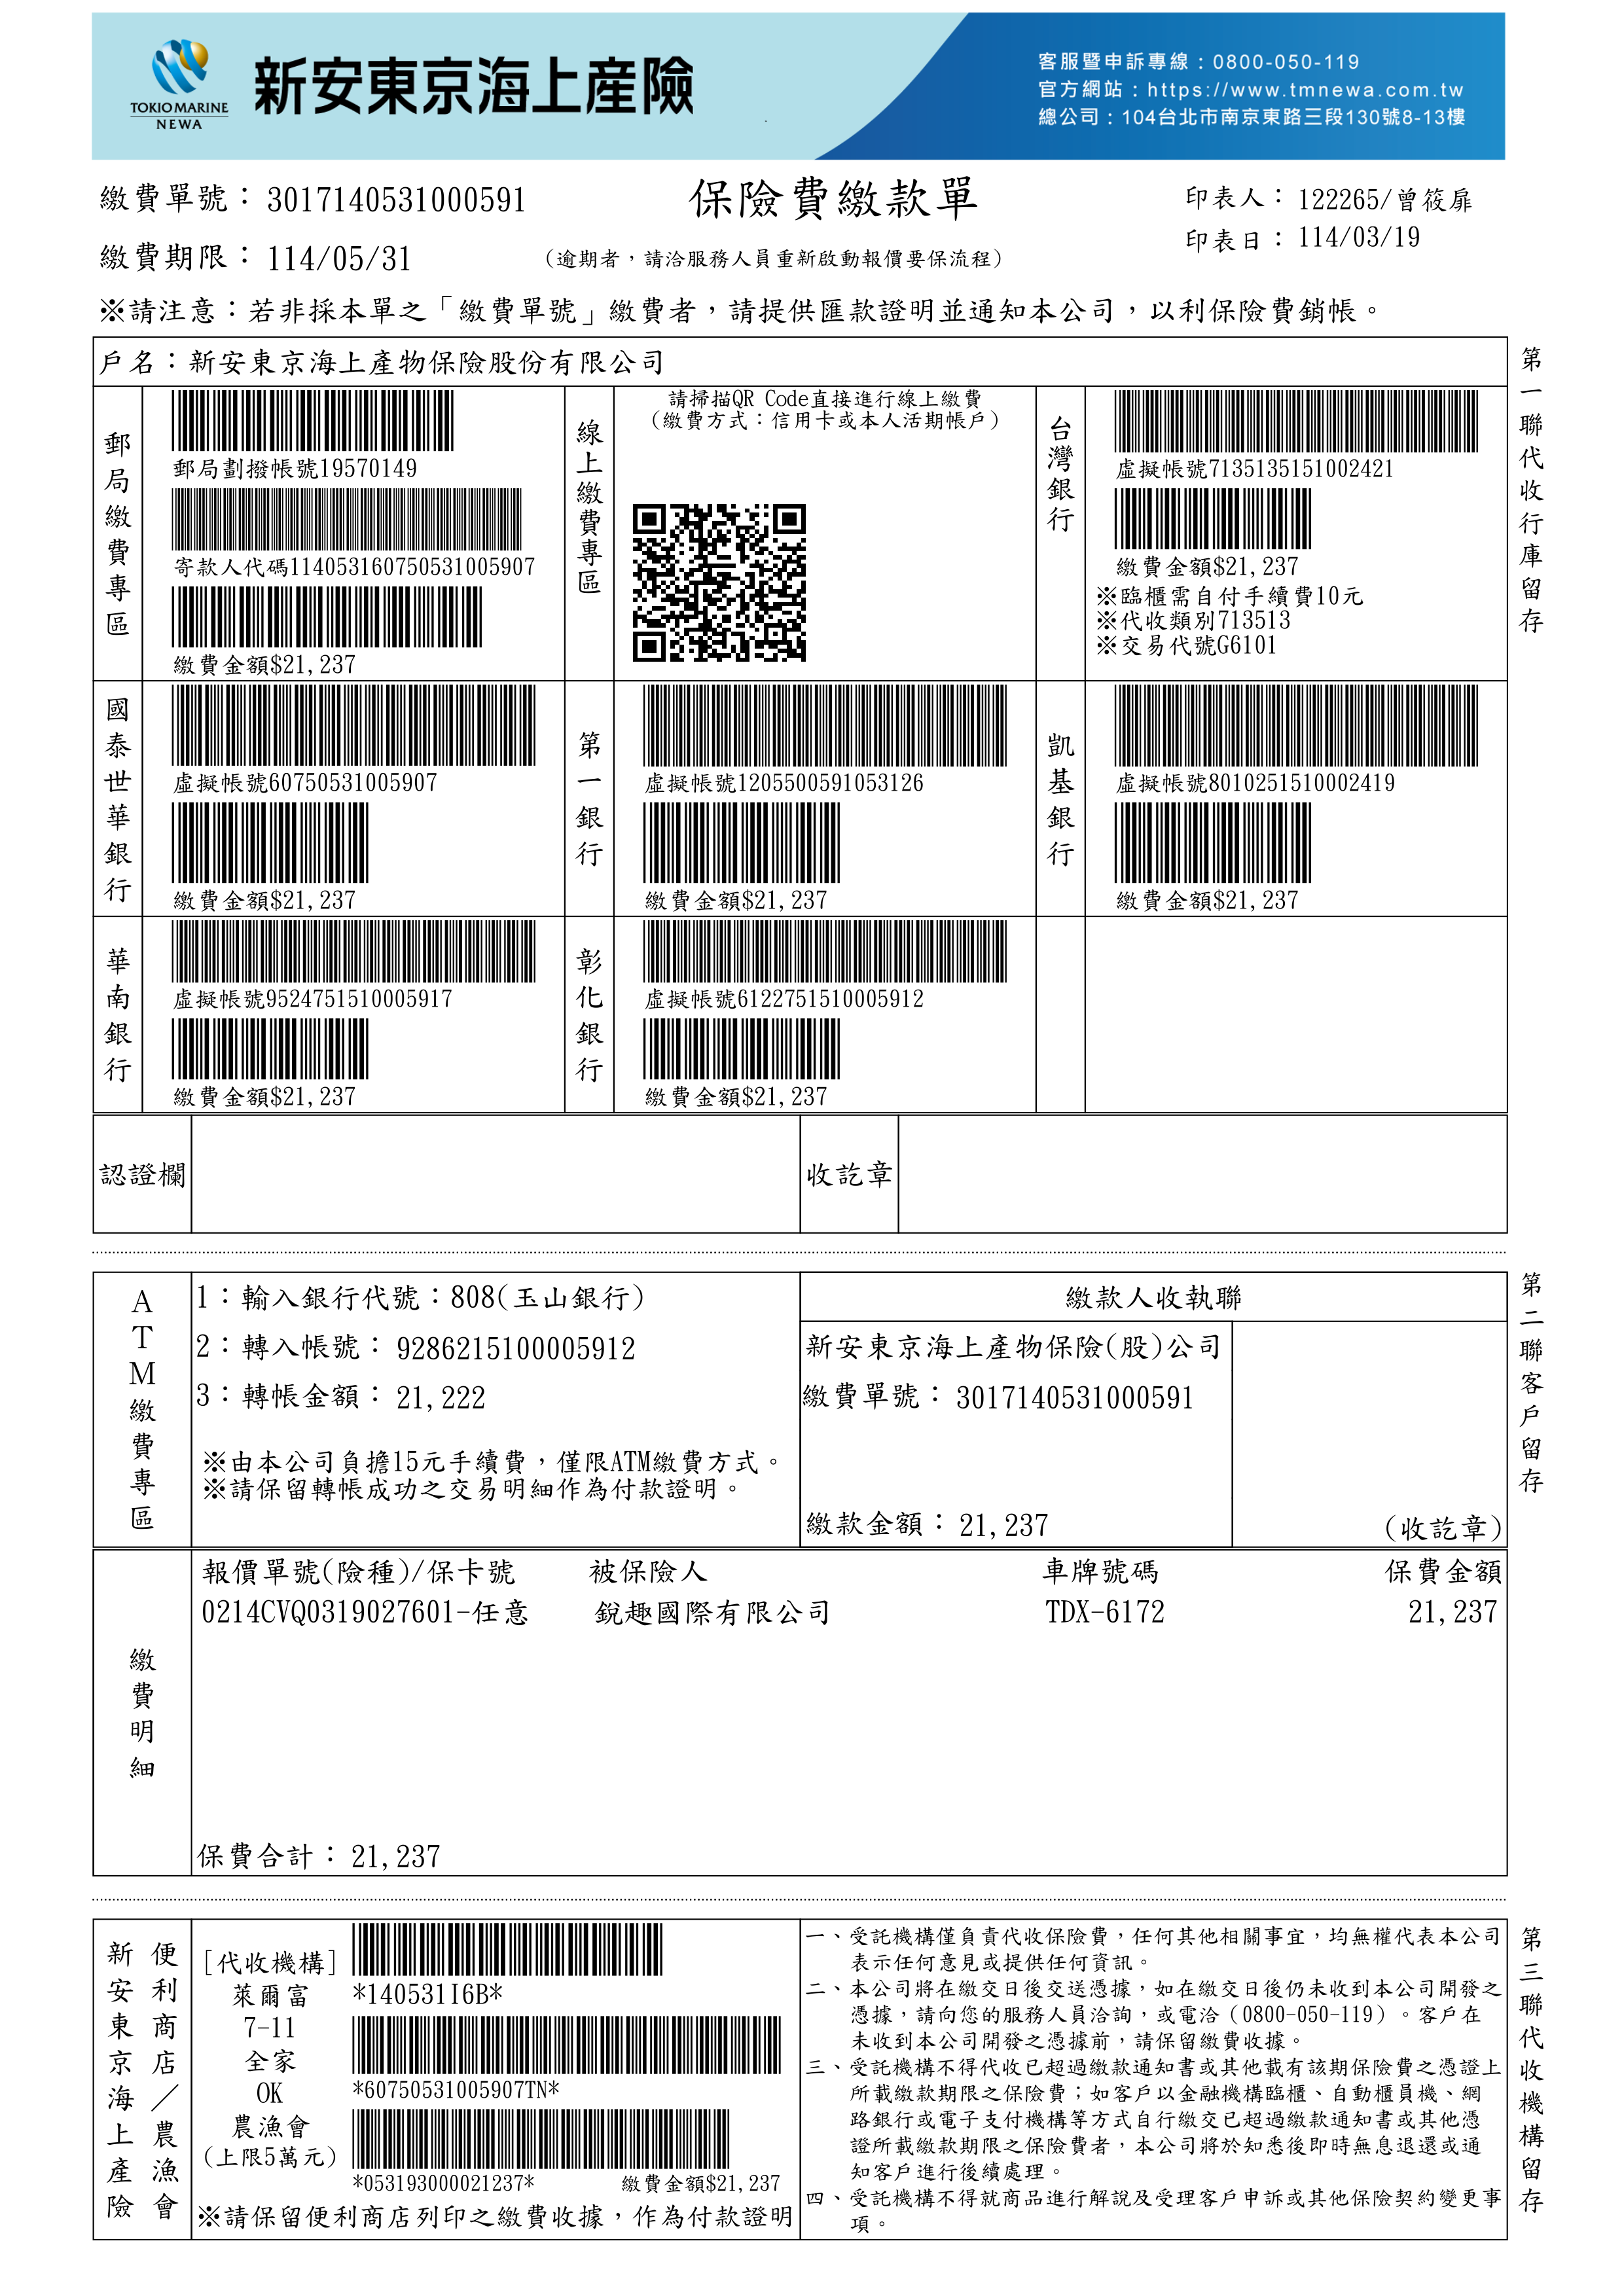 TOKIO MARINE
NEWA
新安東京海上産險
客服暨申訴專線：0800-050-119
官方網站：https://www.tmnewa.com.tw
總公司：104台北市南京東路三段130號8-13樓
繳費單號：3017140531000591
保險費繳款單
印表人：122265/曾筱扉
繳費期限：114/05/31
（逾期者，請洽服務人員重新啟動報價要保流程）
印表日：114/03/19
※請注意：若非採本單之「繳費單號」繳費者，請提供匯款證明並通知本公司，以利保險費銷帳。
第一聯代收行庫留存
戶名：新安東京海上產物保險股份有限公司
郵局繳費專區
郵局劃撥帳號19570149
寄款人代碼114053160750531005907
繳費金額$21,237
線上繳費專區
請掃描QR Code直接進行線上繳費
（繳費方式：信用卡或本人活期帳戶）
台灣銀行
虛擬帳號7135135151002421
繳費金額$21,237
※臨櫃需自付手續費10元
※代收類別713513
※交易代號G6101
國泰世華銀行
虛擬帳號60750531005907
繳費金額$21,237
第一銀行
虛擬帳號1205500591053126
繳費金額$21,237
凱基銀行
虛擬帳號8010251510002419
繳費金額$21,237
華南銀行
虛擬帳號9524751510005917
繳費金額$21,237
彰化銀行
虛擬帳號6122751510005912
繳費金額$21,237
認證欄
收訖章
第二聯客戶留存
ATM繳費專區
1：輸入銀行代號：808(玉山銀行)
2：轉入帳號：9286215100005912
3：轉帳金額：21,222
※由本公司負擔15元手續費，僅限ATM繳費方式。
※請保留轉帳成功之交易明細作為付款證明。
繳款人收執聯
新安東京海上產物保險(股)公司
繳費單號：3017140531000591
繳款金額：21,237
(收訖章)
繳費明細
報價單號(險種)/保卡號 被保險人 車牌號碼 保費金額
0214CVQ0319027601-任意 銳趣國際有限公司 TDX-6172 21,237
保費合計：21,237
第三聯代收機構留存
新安東京海上產險
便利商店／農漁會
[代收機構]
萊爾富
7-11
全家
OK
農漁會
(上限5萬元)
*140531I6B*
*60750531005907TN*
*053193000021237*
繳費金額$21,237
※請保留便利商店列印之繳費收據，作為付款證明
一、受託機構僅負責代收保險費，任何其他相關事宜，均無權代表本公司
表示任何意見或提供任何資訊。
二、本公司將在繳交日後交送憑據，如在繳交日後仍未收到本公司開發之
憑據，請向您的服務人員洽詢，或電洽（0800-050-119）。客戶在
未收到本公司開發之憑據前，請保留繳費收據。
三、受託機構不得代收已超過繳款通知書或其他載有該期保險費之憑證上
所載繳款期限之保險費；如客戶以金融機構臨櫃、自動櫃員機、網
路銀行或電子支付機構等方式自行繳交已超過繳款通知書或其他憑
證所載繳款期限之保險費者，本公司將於知悉後即時無息退還或通
知客戶進行後續處理。
四、受託機構不得就商品進行解說及受理客戶申訴或其他保險契約變更事
項。